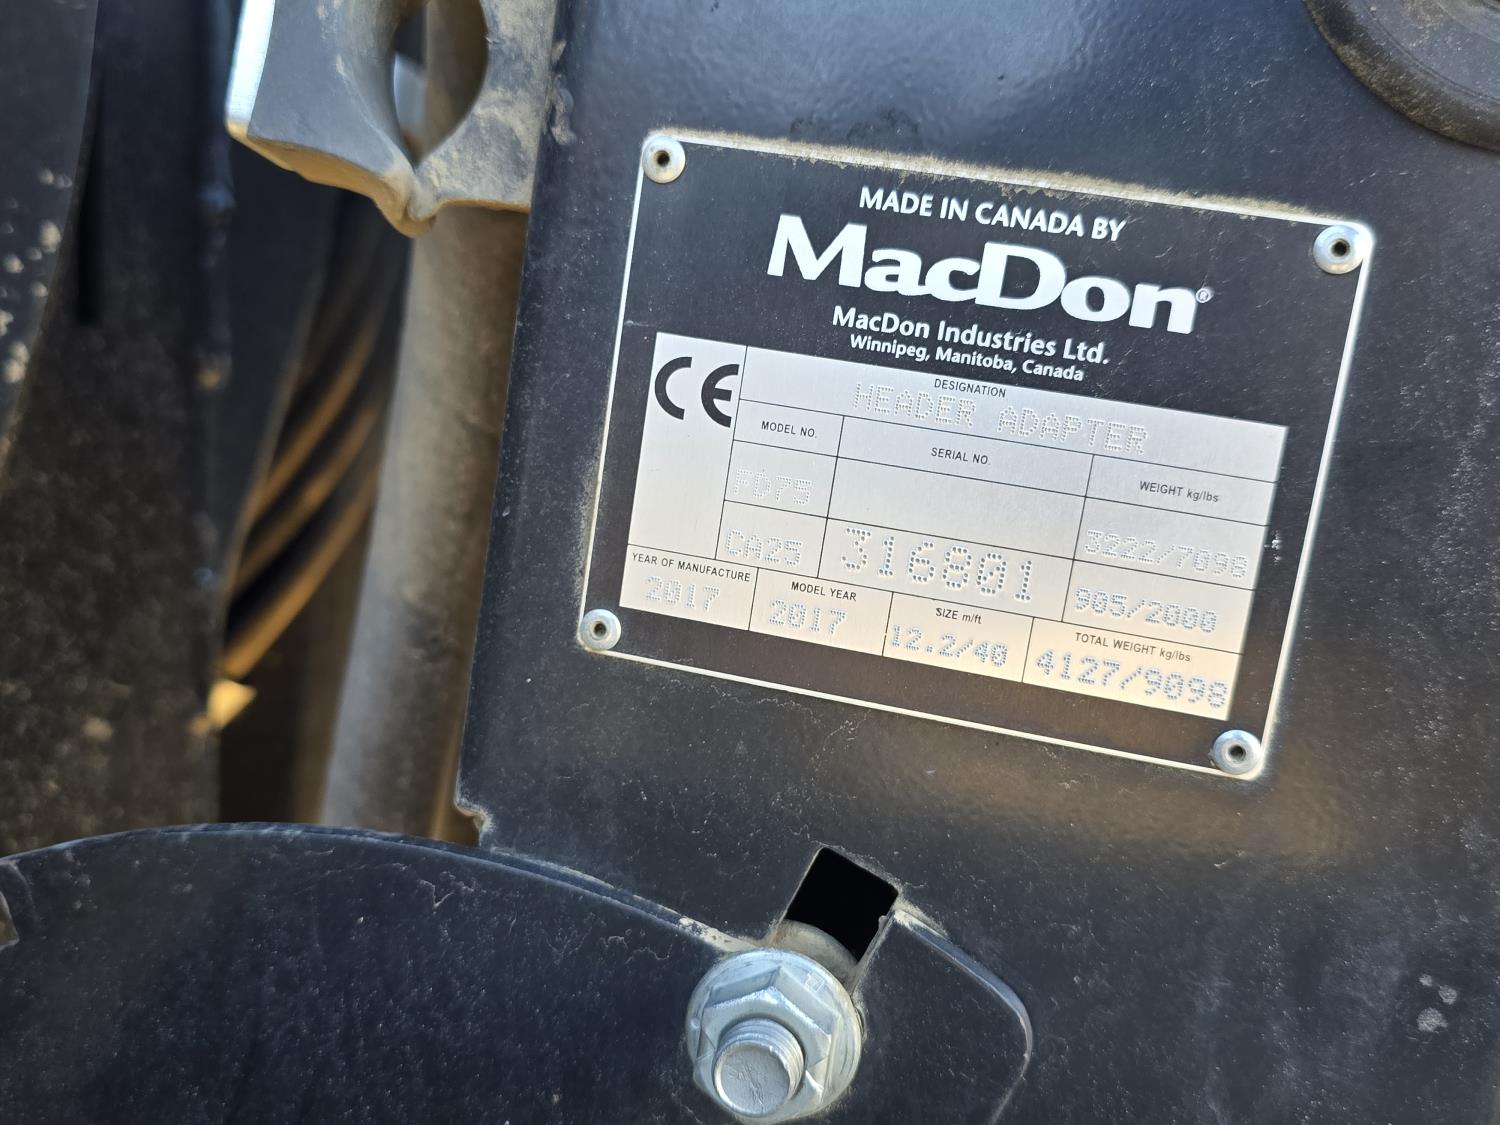 MADE IN CANADA BY
MacDon®
MacDon Industries Ltd.
Winnipeg, Manitoba, Canada
CE
DESIGNATION
HEADER ADAPTER
MODEL NO. SERIAL NO. WEIGHT kg/lbs
FD75 3222/7098
CA25 316801 905/2000
YEAR OF MANUFACTURE MODEL YEAR SIZE m/ft TOTAL WEIGHT kg/lbs
2017 2017 12.2/40 4127/9098